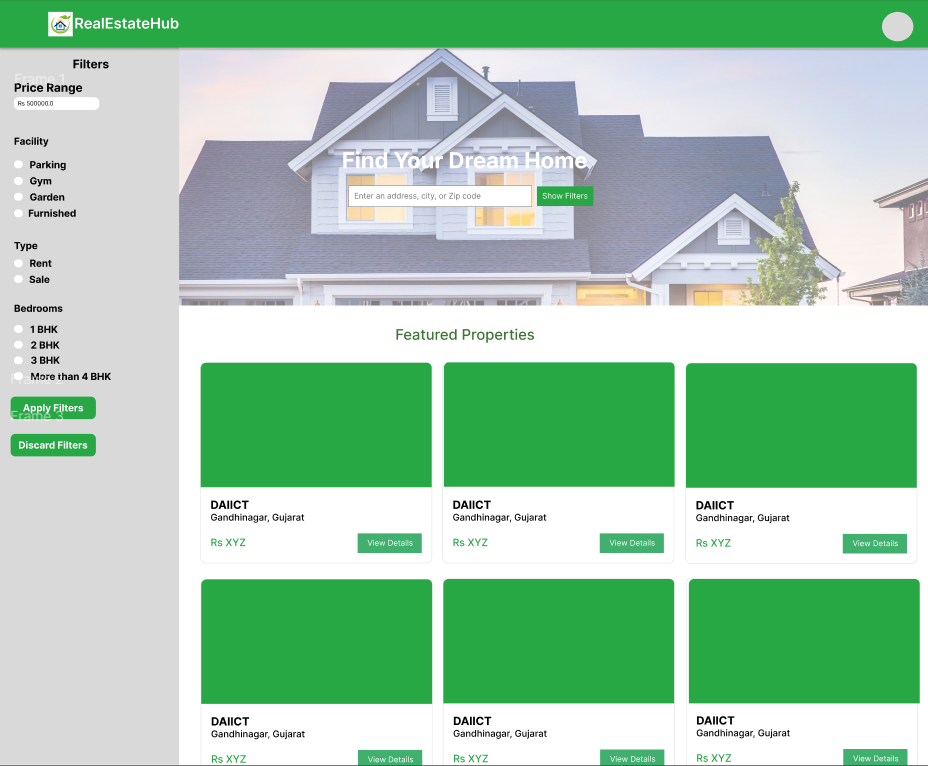 RealEstateHub
Filters
Frame 1
Price Range
Rs 500000.0
Facility
Parking
Gym
Garden
Furnished
Type
Rent
Sale
Bedrooms
1 BHK
2 BHK
3 BHK
Frame 2
More than 4 BHK
Apply Filters
Frame 3
Discard Filters
Find Your Dream Home
Enter an address, city, or Zip code
Show Filters
Featured Properties
DAIICT
Gandhinagar, Gujarat
Rs XYZ
View Details
DAIICT
Gandhinagar, Gujarat
Rs XYZ
View Details
DAIICT
Gandhinagar, Gujarat
Rs XYZ
View Details
DAIICT
Gandhinagar, Gujarat
Rs XYZ
View Details
DAIICT
Gandhinagar, Gujarat
Rs XYZ
View Details
DAIICT
Gandhinagar, Gujarat
Rs XYZ
View Details